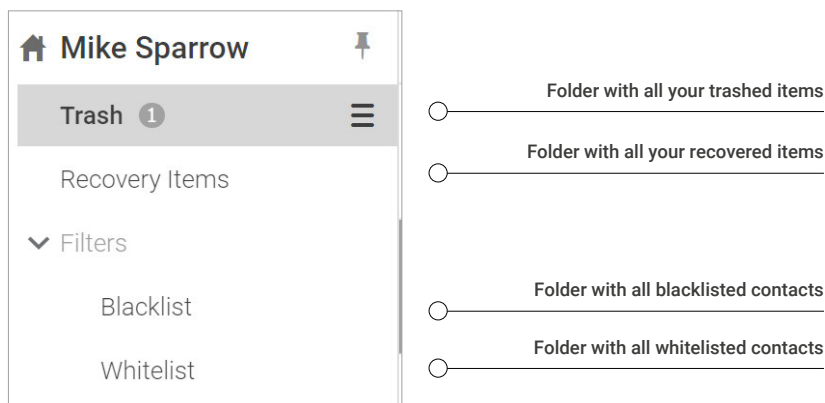 Mike Sparrow
Trash 1
Folder with all your trashed items
Recovery Items
Folder with all your recovered items
Filters
Blacklist
Folder with all blacklisted contacts
Whitelist
Folder with all whitelisted contacts